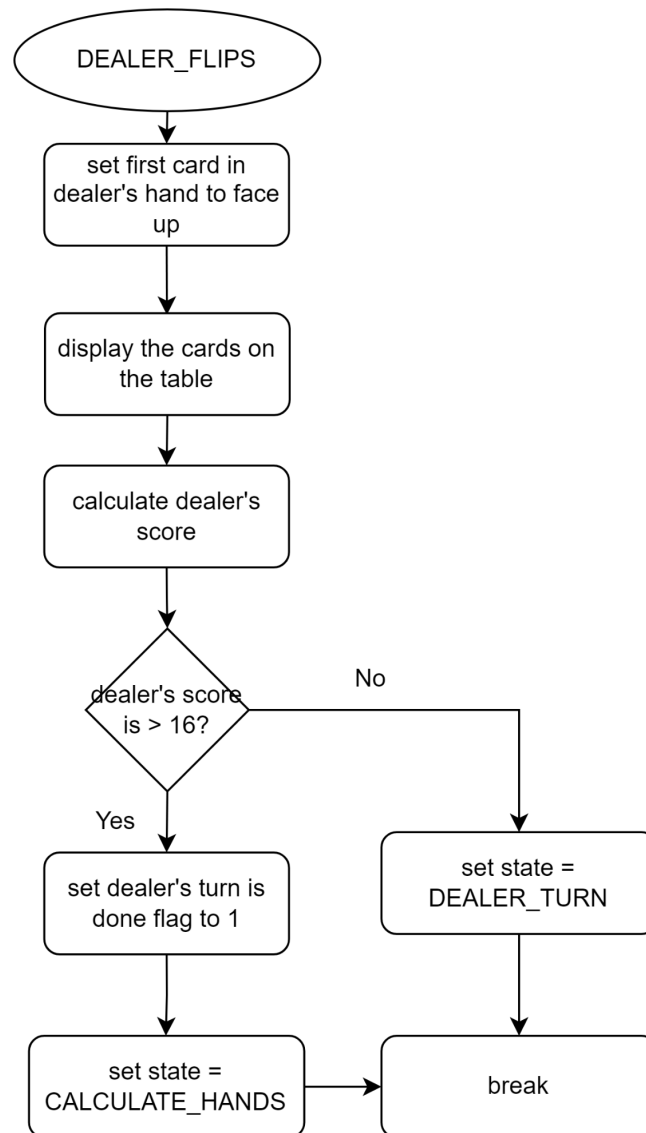 DEALER_FLIPS
set first card in
dealer's hand to face
up
display the cards on
the table
calculate dealer's
score
dealer's score
is > 16?
No
Yes
set dealer's turn is
done flag to 1
set state =
DEALER_TURN
set state =
CALCULATE_HANDS
break